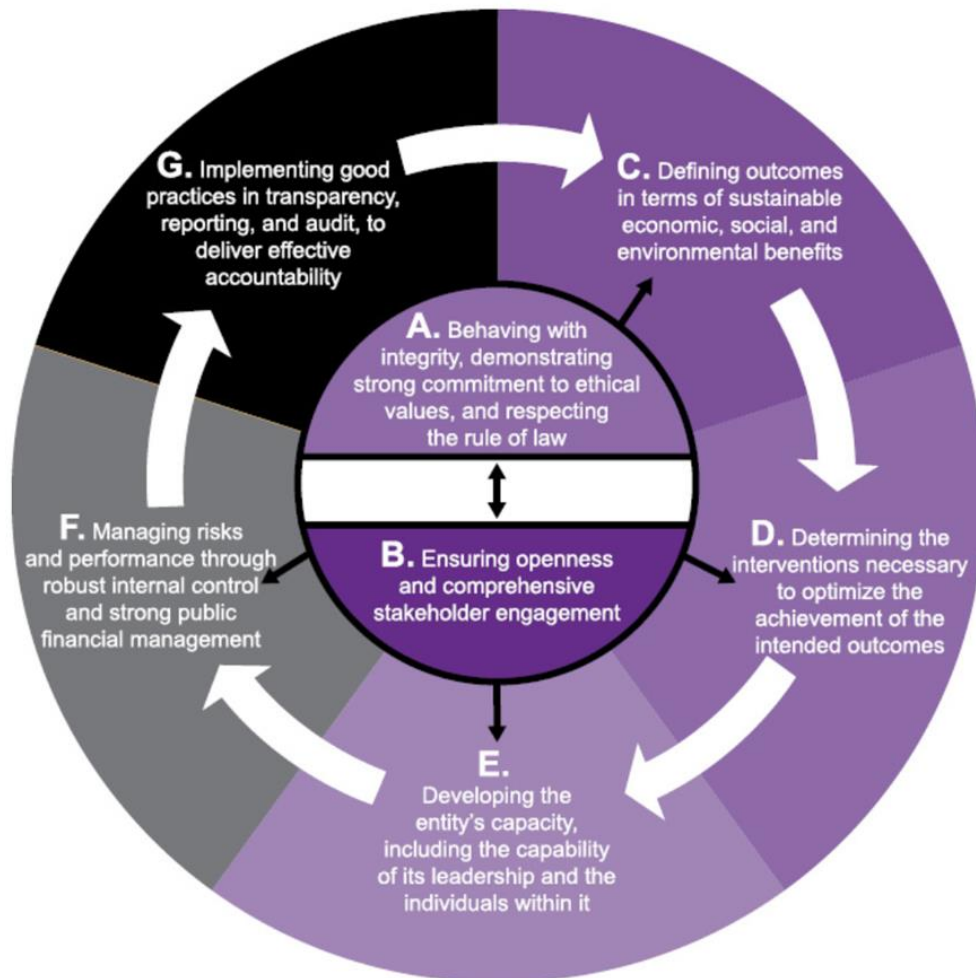 G. Implementing good
practices in transparency,
reporting, and audit, to
deliver effective
accountability
C. Defining outcomes
in terms of sustainable
economic, social, and
environmental benefits
A. Behaving with
integrity, demonstrating
strong commitment to ethical
values, and respecting
the rule of law
B. Ensuring openness
and comprehensive
stakeholder engagement
F. Managing risks
and performance through
robust internal control
and strong public
financial management
D. Determining the
interventions necessary
to optimize the
achievement of the
intended outcomes
E.
Developing the
entity's capacity,
including the capability
of its leadership and the
individuals within it